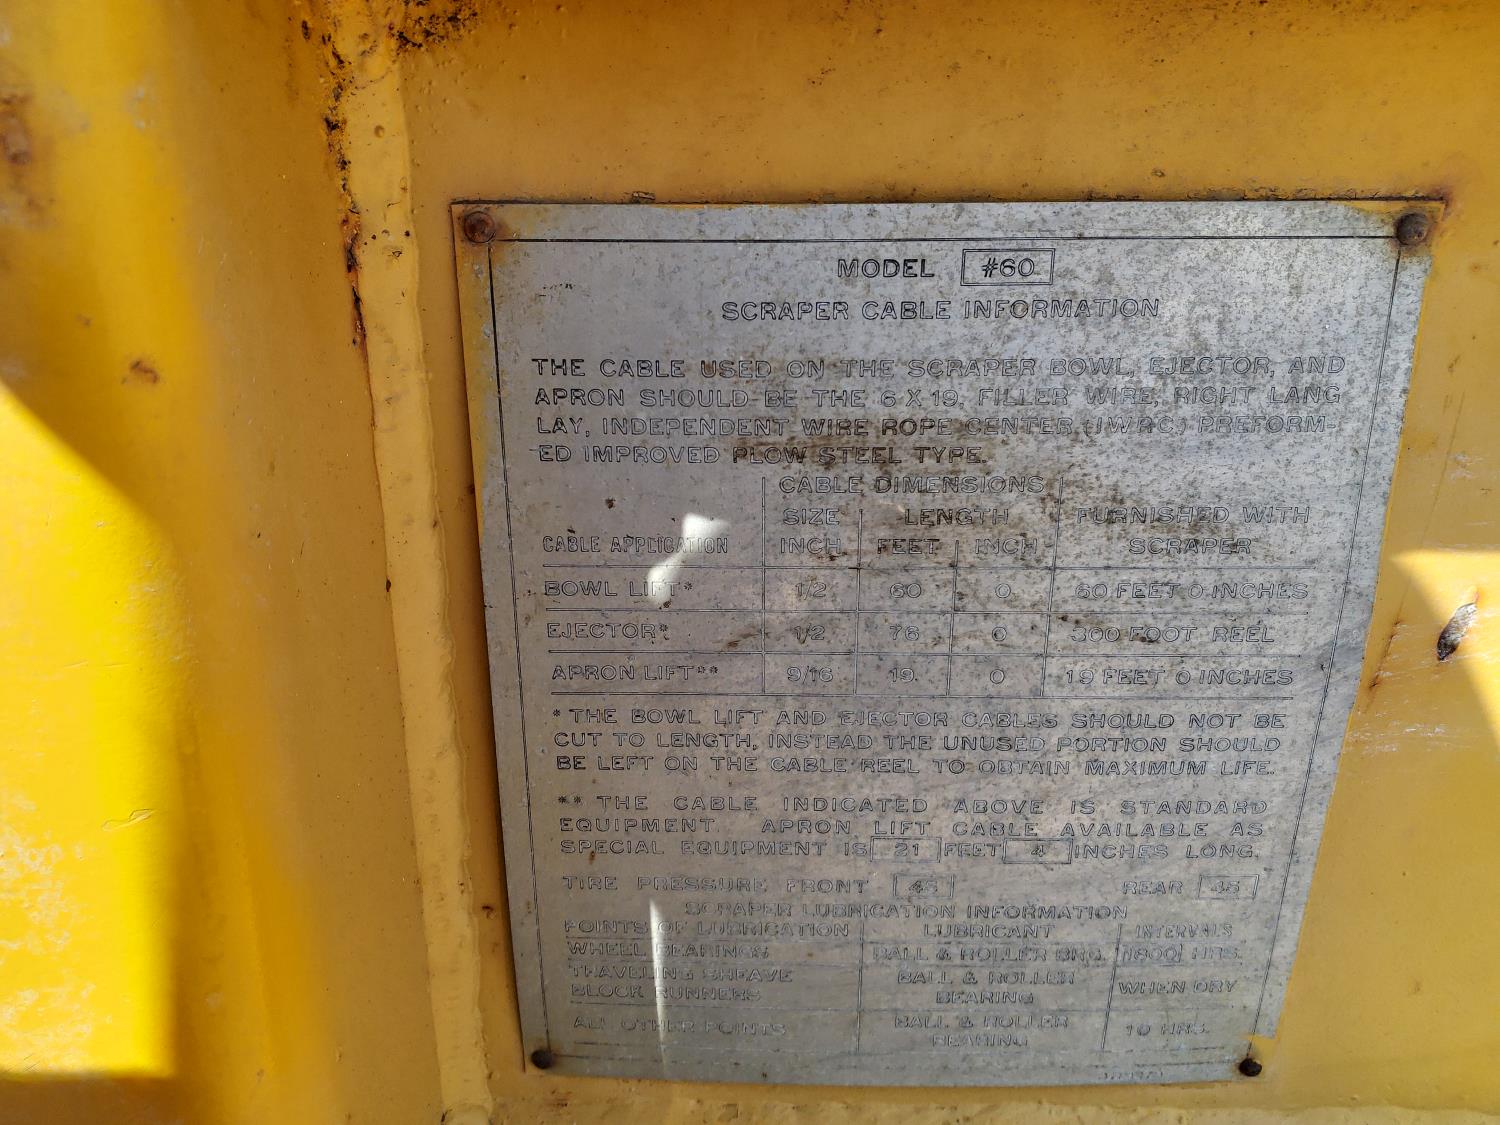 MODEL #60
SCRAPER CABLE INFORMATION
THE CABLE USED ON THE SCRAPER BOWL, EJECTOR, AND
APRON SHOULD BE THE 6 X 19, FILLER WIRE, RIGHT LANG
LAY, INDEPENDENT WIRE ROPE CENTER (IWRC) PREFORM-
ED IMPROVED PLOW STEEL TYPE.
CABLE DIMENSIONS
SIZE LENGTH FURNISHED WITH
CABLE APPLICATION INCH FEET INCH SCRAPER
BOWL LIFT* 1/2 60 0 60 FEET 0 INCHES
EJECTOR* 1/2 76 0 300 FOOT REEL
APRON LIFT** 9/16 19 0 19 FEET 0 INCHES
* THE BOWL LIFT AND EJECTOR CABLES SHOULD NOT BE
CUT TO LENGTH, INSTEAD THE UNUSED PORTION SHOULD
BE LEFT ON THE CABLE REEL TO OBTAIN MAXIMUM LIFE.
** THE CABLE INDICATED ABOVE IS STANDARD
EQUIPMENT. APRON LIFT CABLE AVAILABLE AS
SPECIAL EQUIPMENT IS 21 FEET 4 INCHES LONG.
TIRE PRESSURE FRONT 45 REAR 45
SCRAPER LUBRICATION INFORMATION
POINTS OF LUBRICATION LUBRICANT INTERVALS
WHEEL BEARINGS BALL & ROLLER BRG. 1800 HRS.
TRAVELING SHEAVE BALL & ROLLER
BLOCK RUNNERS BEARING WHEN DRY
ALL OTHER POINTS BALL & ROLLER 10 HRS.
BEARING